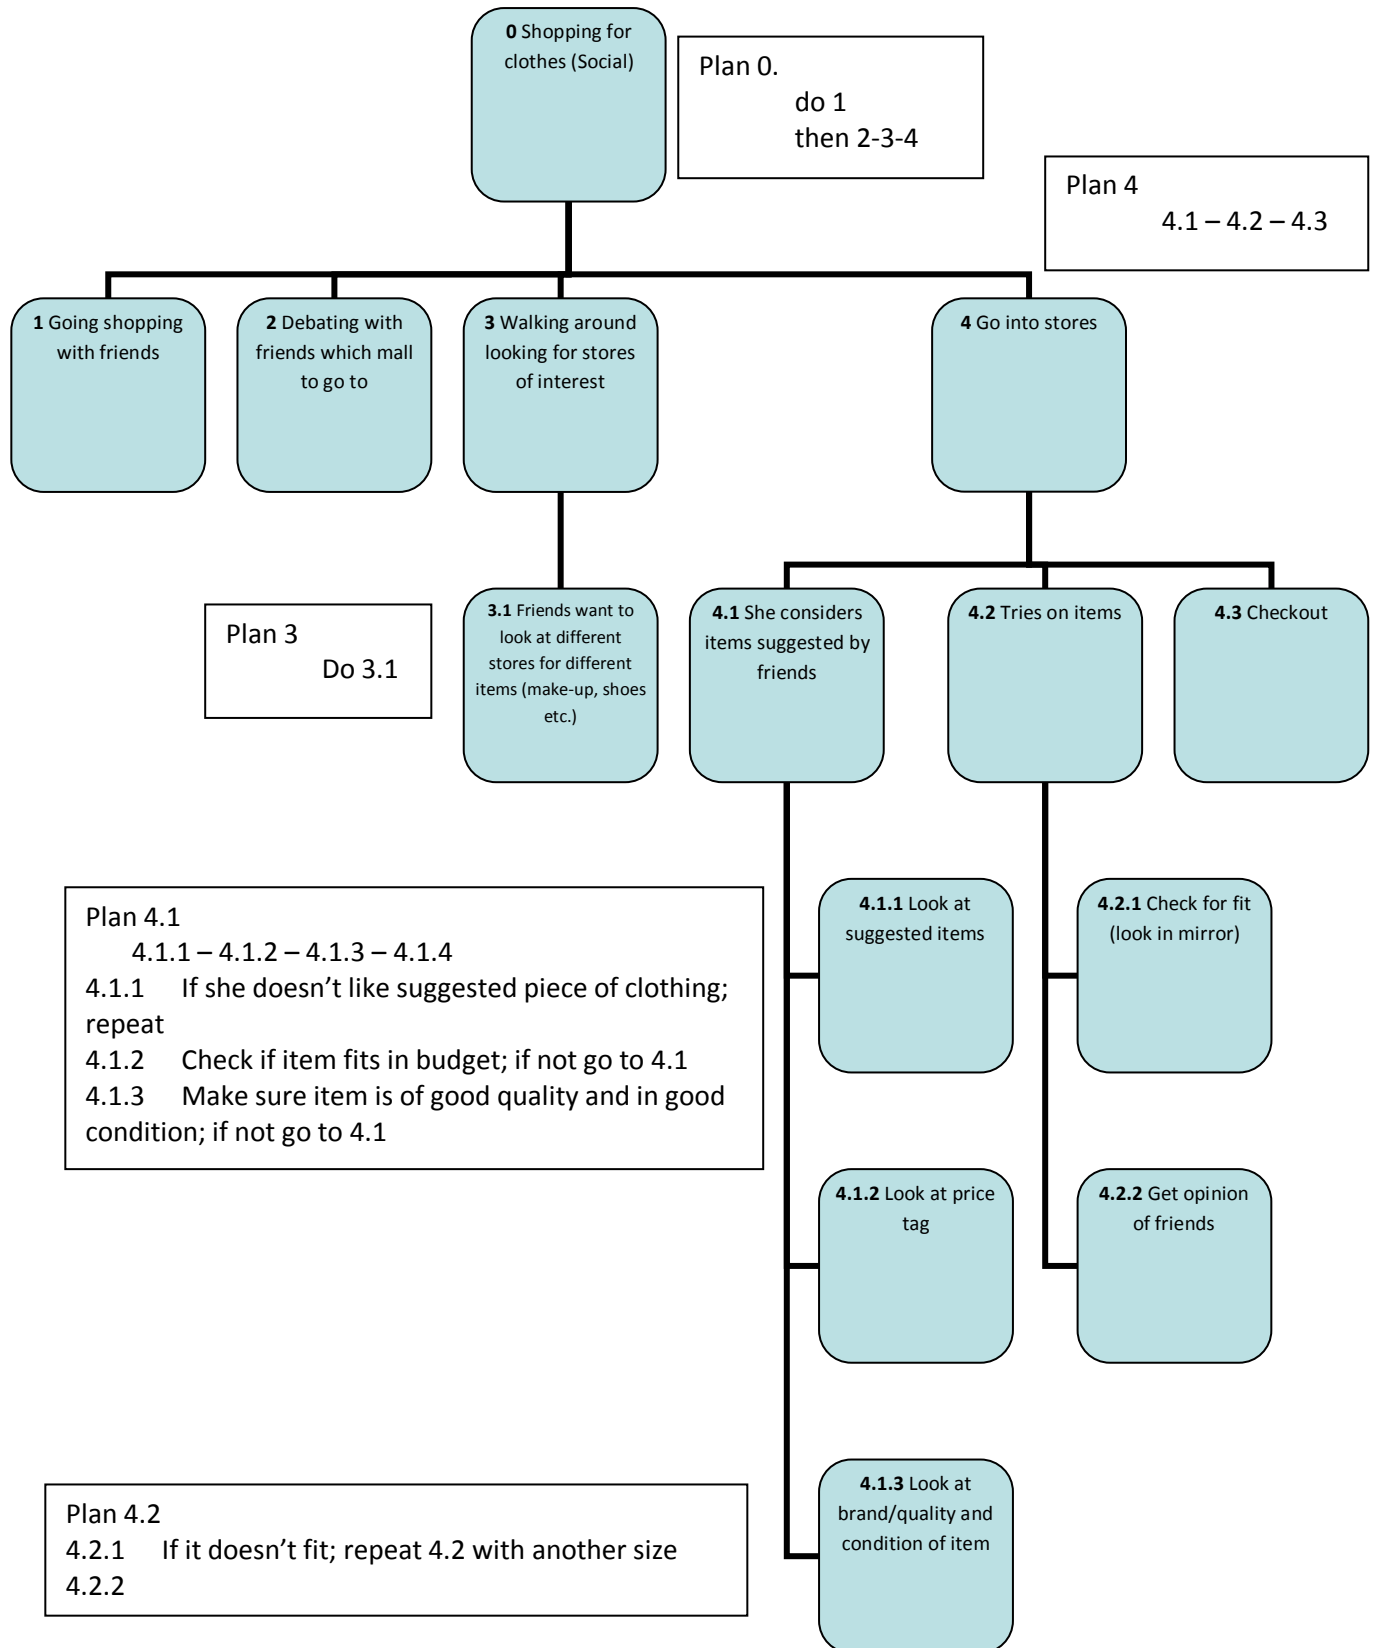 0 Shopping for
clothes (Social)
Plan 0.
do 1
then 2-3-4
Plan 4
4.1 – 4.2 – 4.3
1 Going shopping
with friends
2 Debating with
friends which mall
to go to
3 Walking around
looking for stores
of interest
4 Go into stores
Plan 3
Do 3.1
3.1 Friends want to
look at different
stores for different
items (make-up, shoes
etc.)
4.1 She considers
items suggested by
friends
4.2 Tries on items
4.3 Checkout
Plan 4.1
4.1.1 – 4.1.2 – 4.1.3 – 4.1.4
4.1.1 If she doesn’t like suggested piece of clothing;
repeat
4.1.2 Check if item fits in budget; if not go to 4.1
4.1.3 Make sure item is of good quality and in good
condition; if not go to 4.1
4.1.1 Look at
suggested items
4.2.1 Check for fit
(look in mirror)
4.1.2 Look at price
tag
4.2.2 Get opinion
of friends
Plan 4.2
4.2.1 If it doesn’t fit; repeat 4.2 with another size
4.2.2
4.1.3 Look at
brand/quality and
condition of item